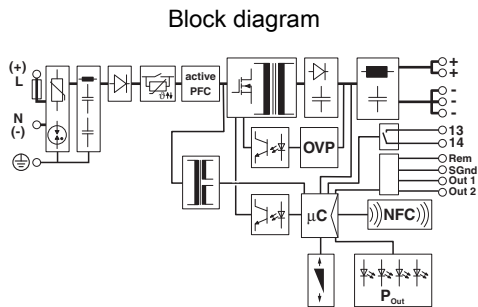 Block diagram
(+)
L
N
(-)
active
PFC
+
+
-
-
-
OVP
13
14
Rem
SGnd
Out 1
Out 2
µC
NFC
ϑ
P Out